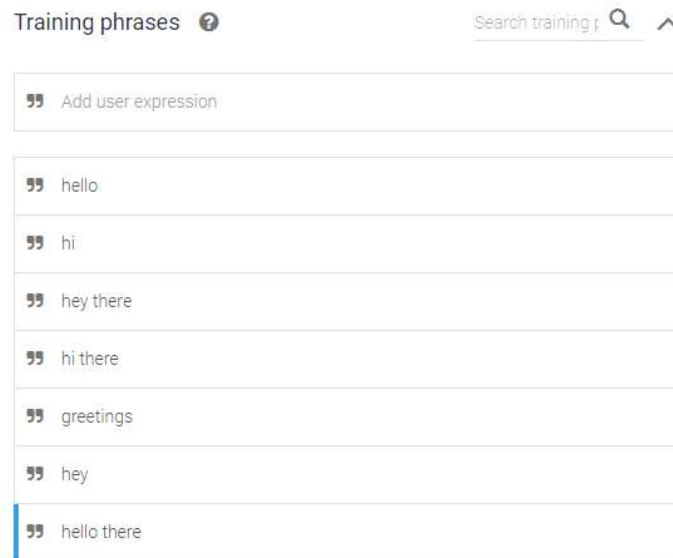 Training phrases
Search training
Add user expression
hello
hi
hey there
hi there
greetings
hey
hello there